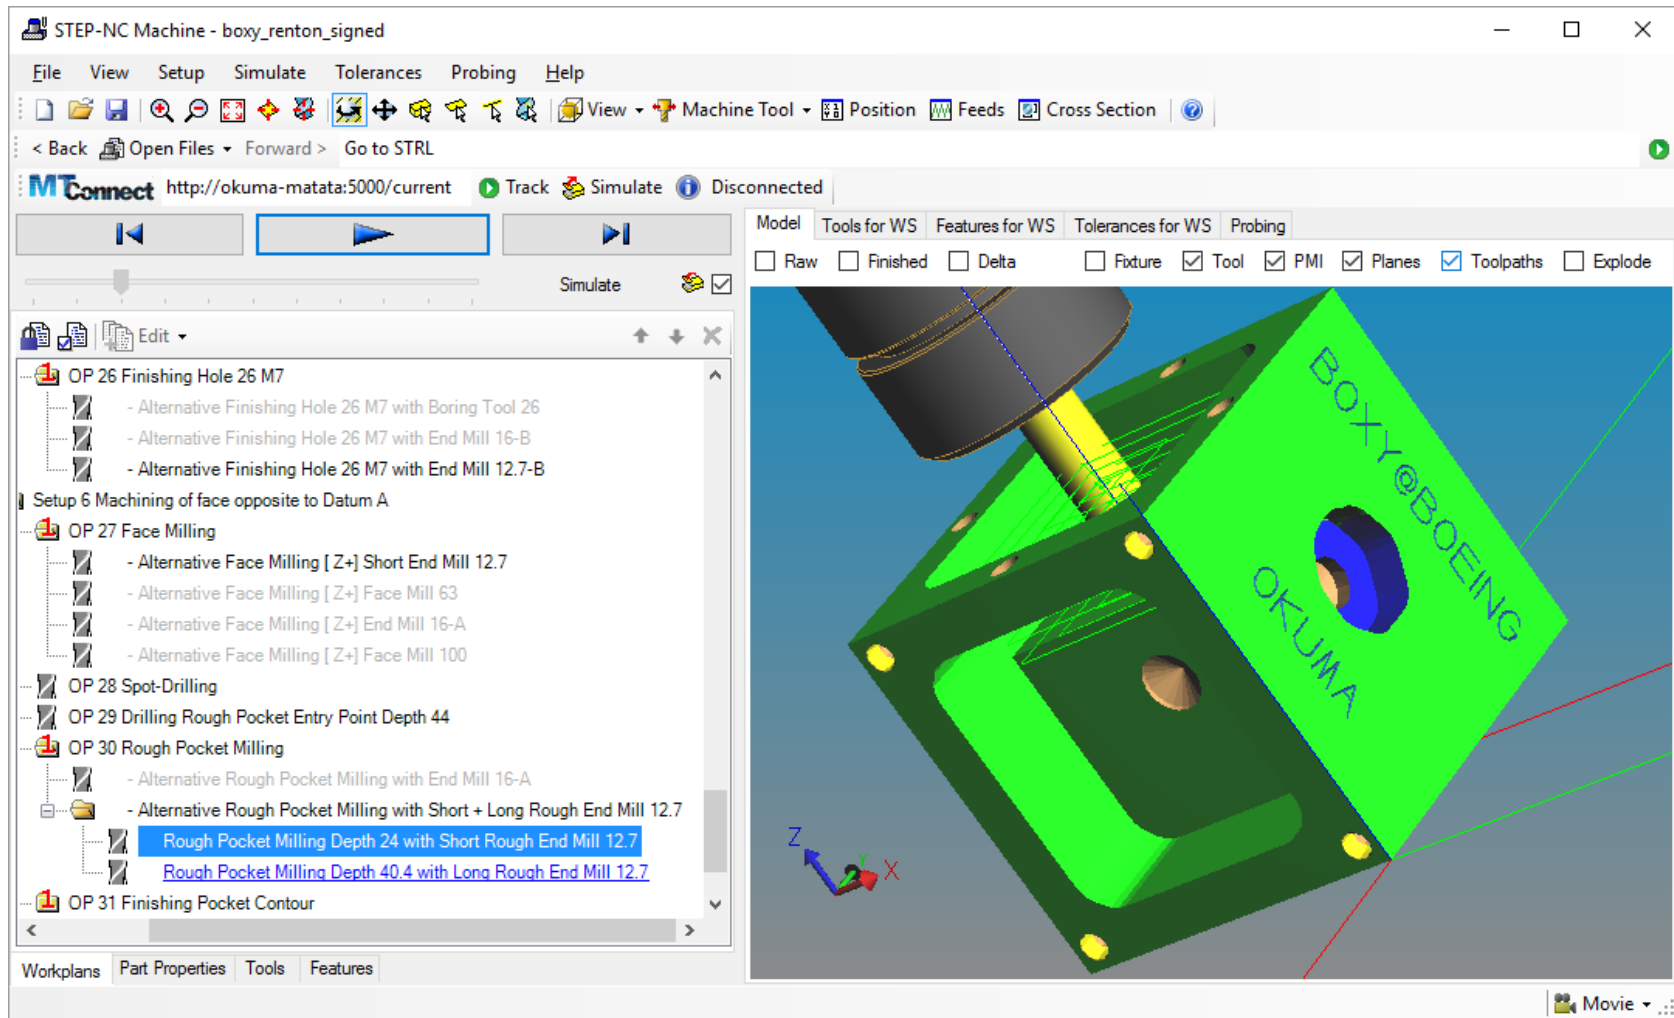 STEP-NC Machine - boxy_renton_signed
File View Setup Simulate Tolerances Probing Help
View Machine Tool Position Feeds Cross Section
< Back Open Files Forward > Go to STRL
MTConnect http://okuma-matata:5000/current Track Simulate Disconnected
Model Tools for WS Features for WS Tolerances for WS Probing
Raw Finished Delta Fixture Tool PMI Planes Toolpaths Explode
Simulate
Edit
OP 26 Finishing Hole 26 M7
- Alternative Finishing Hole 26 M7 with Boring Tool 26
- Alternative Finishing Hole 26 M7 with End Mill 16-B
- Alternative Finishing Hole 26 M7 with End Mill 12.7-B
Setup 6 Machining of face opposite to Datum A
OP 27 Face Milling
- Alternative Face Milling [ Z+] Short End Mill 12.7
- Alternative Face Milling [ Z+] Face Mill 63
- Alternative Face Milling [ Z+] End Mill 16-A
- Alternative Face Milling [ Z+] Face Mill 100
OP 28 Spot-Drilling
OP 29 Drilling Rough Pocket Entry Point Depth 44
OP 30 Rough Pocket Milling
- Alternative Rough Pocket Milling with End Mill 16-A
- Alternative Rough Pocket Milling with Short + Long Rough End Mill 12.7
Rough Pocket Milling Depth 24 with Short Rough End Mill 12.7
Rough Pocket Milling Depth 40.4 with Long Rough End Mill 12.7
OP 31 Finishing Pocket Contour
Workplans Part Properties Tools Features
BOXY@BOEING
OKUMA
Z
Y
X
Movie